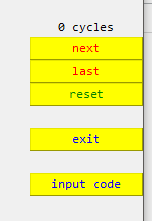 0 cycles
next
last
reset
exit
input code